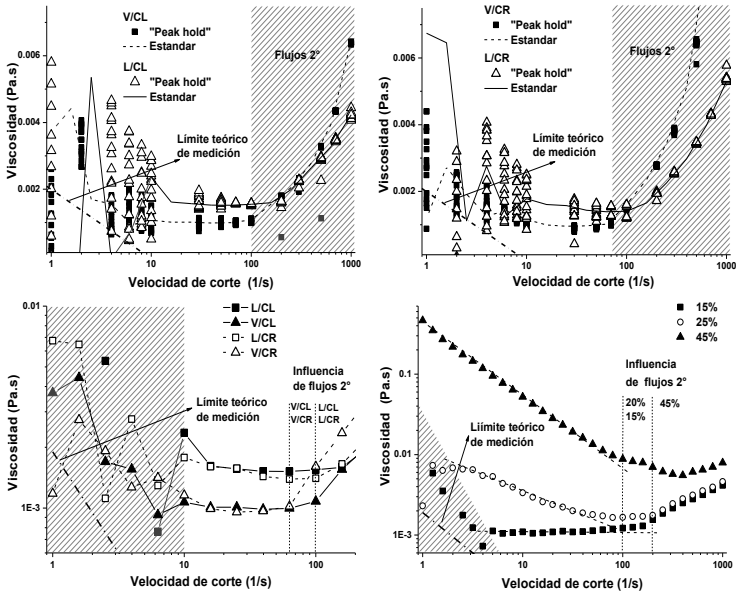 V/CL
"Peak hold"
Estandar
L/CL
"Peak hold"
Estandar
Flujos 2°
Límite teórico
de medición
0.006
0.004
0.002
Viscosidad (Pa.s)
1
10
100
1000
Velocidad de corte (1/s)
V/CR
"Peak hold"
Estandar
L/CR
"Peak hold"
Estandar
Flujos 2°
Límite teórico
de medición
0.006
0.004
0.002
0.000
Viscosidad (Pa.s)
1
10
100
1000
Velocidad de corte (1/s)
L/CL
V/CL
L/CR
V/CR
Límite teórico
de medición
Influencia
de flujos 2°
V/CL
L/CL
V/CR
L/CR
0.01
1E-3
Viscosidad (Pa.s)
1
10
100
Velocidad de corte (1/s)
15%
25%
45%
Influencia
de flujos 2°
20%
45%
15%
Liímite teórico
de medición
0.1
0.01
1E-3
Viscosidad (Pa.s)
1
10
100
1000
Velocidad de corte (1/s)